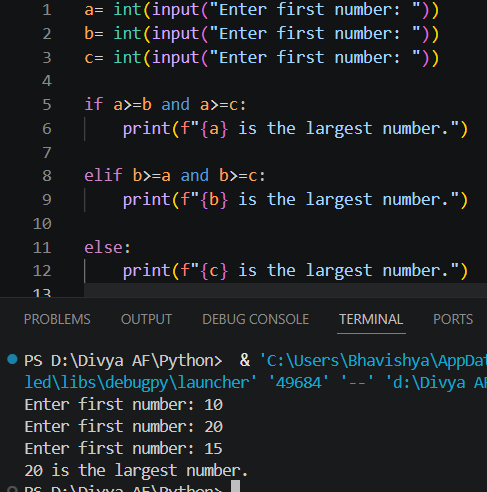 1 a= int(input("Enter first number: "))
2 b= int(input("Enter first number: "))
3 c= int(input("Enter first number: "))
4
5 if a>=b and a>=c:
6     print(f"{a} is the largest number.")
7
8 elif b>=a and b>=c:
9     print(f"{b} is the largest number.")
10
11 else:
12     print(f"{c} is the largest number.")
13
PROBLEMS OUTPUT DEBUG CONSOLE TERMINAL PORTS
PS D:\Divya AF\Python>  & 'C:\Users\Bhavishya\AppDat
led\libs\debugpy\launcher' '49684' '--' 'd:\Divya AF
Enter first number: 10
Enter first number: 20
Enter first number: 15
20 is the largest number.
PS D:\Divya AF\Python>